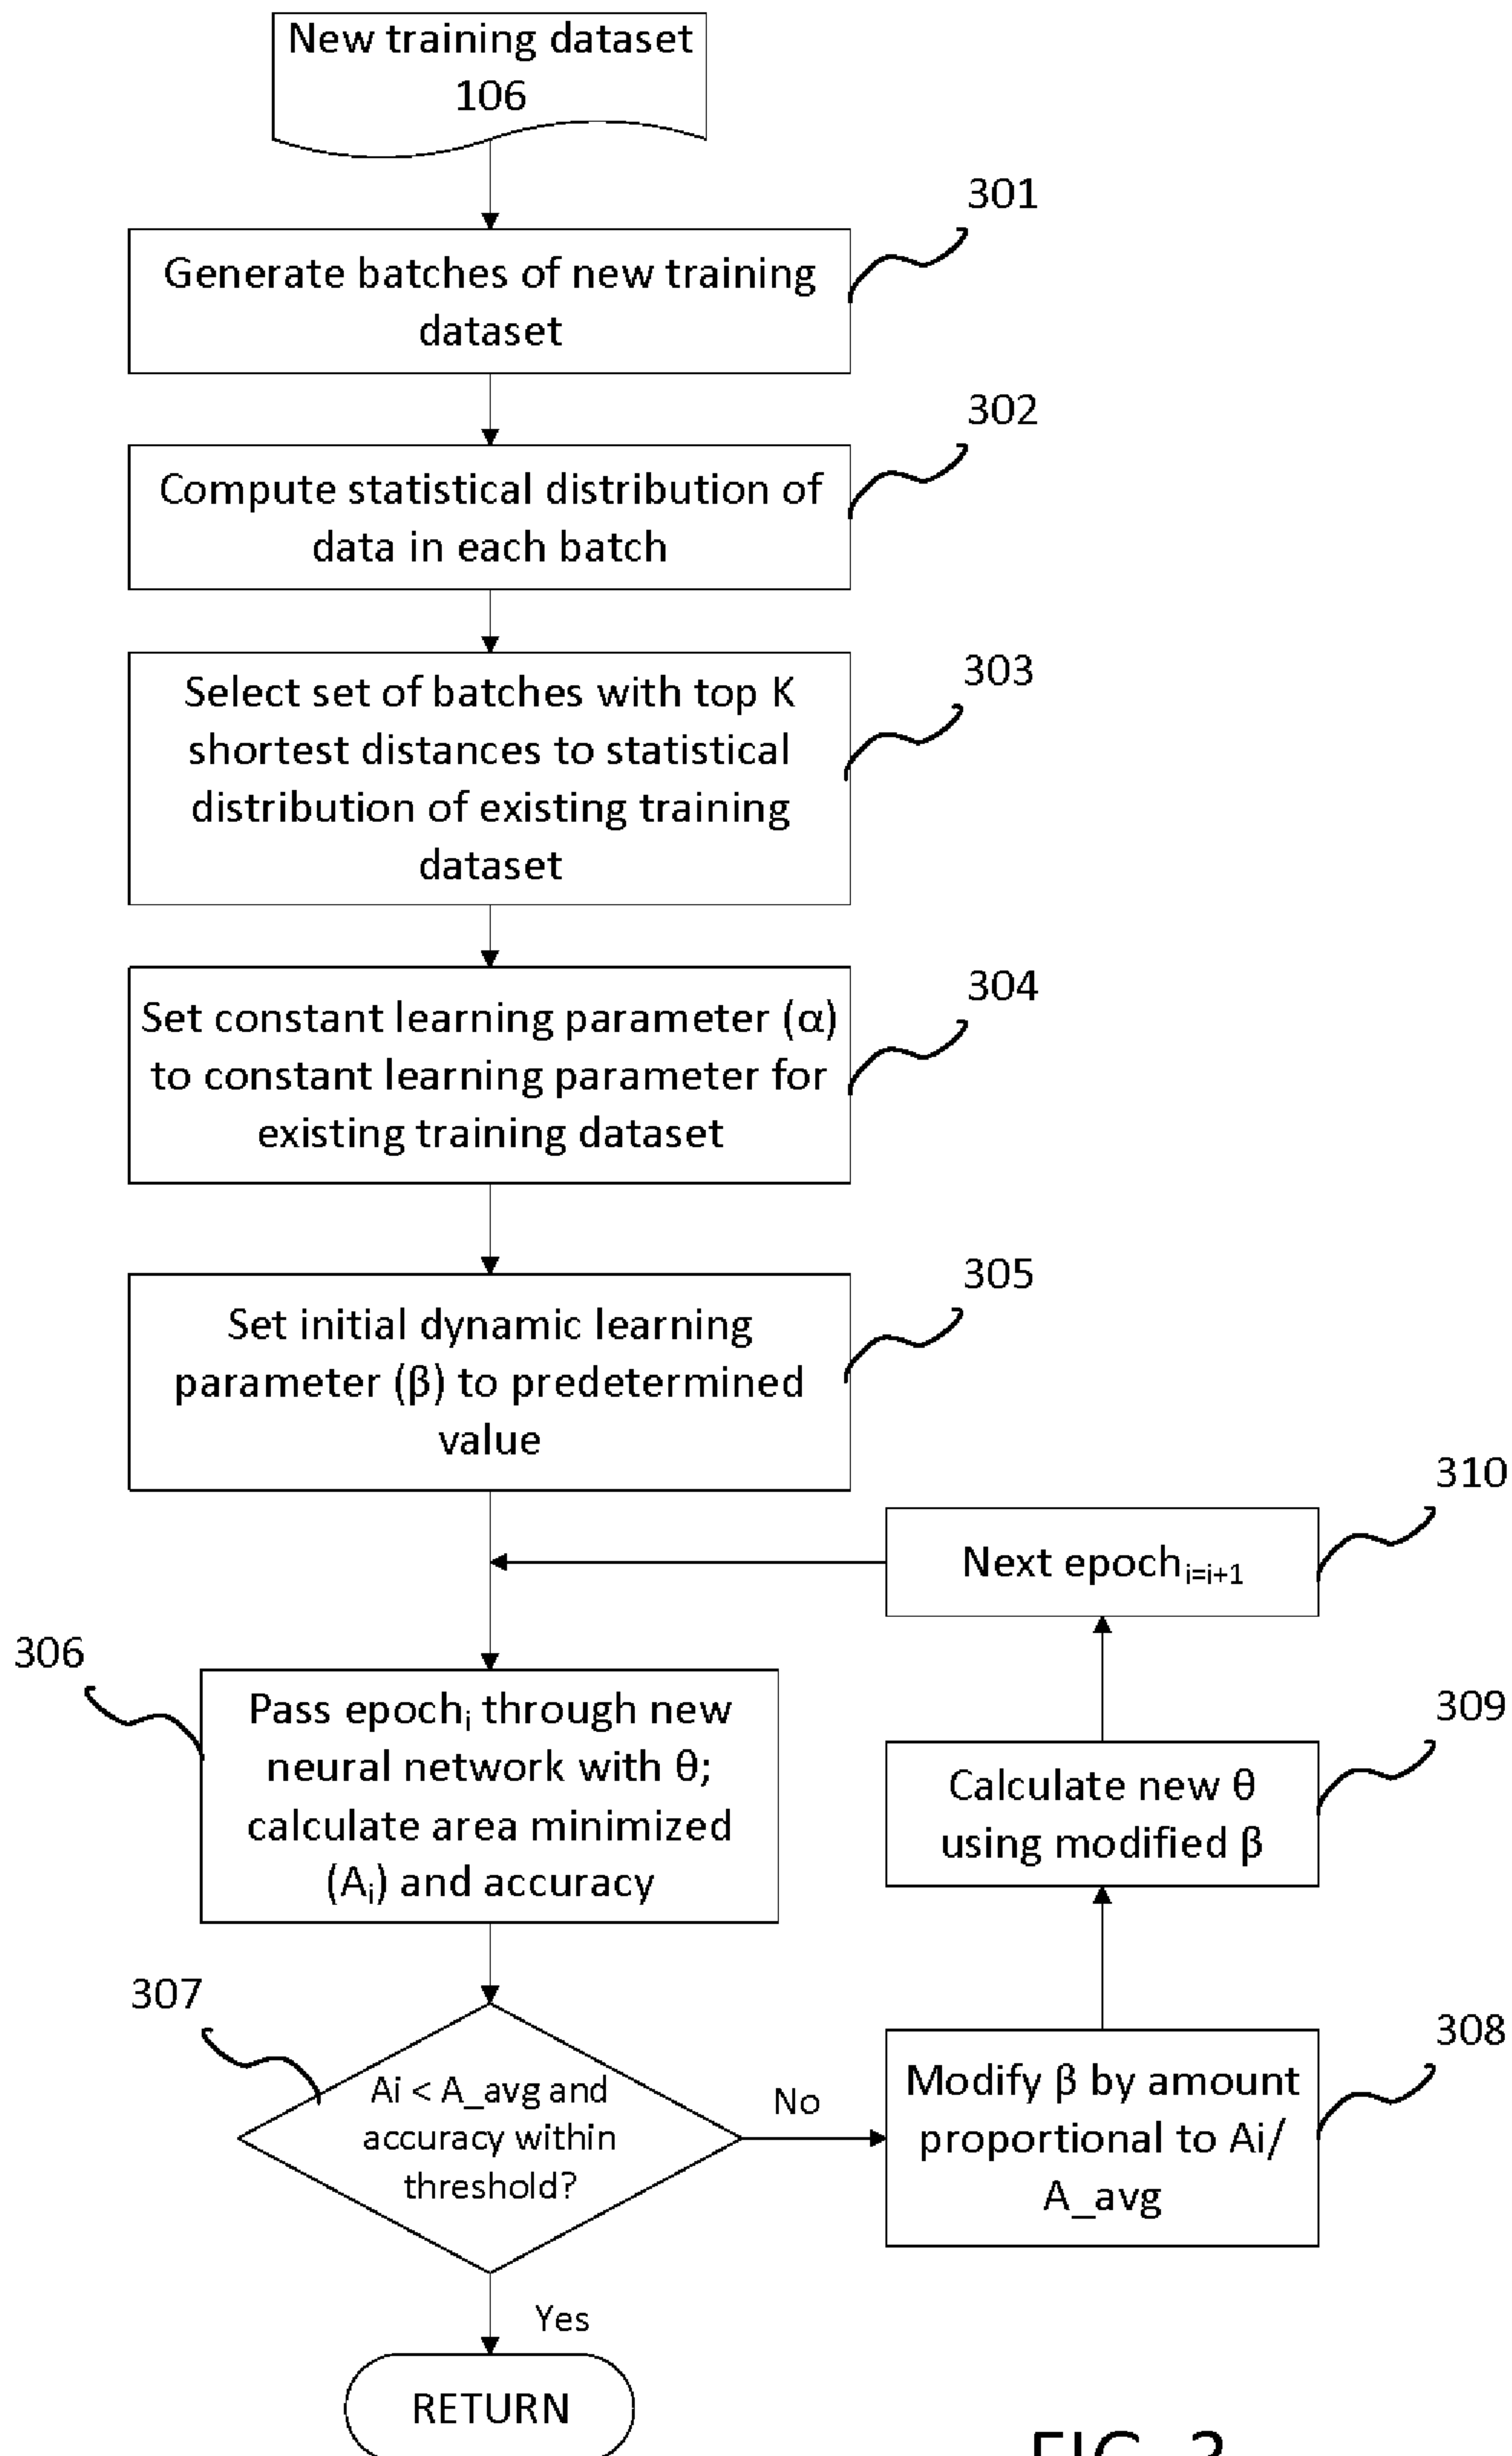 New training dataset
106
301
Generate batches of new training
dataset
302
Compute statistical distribution of
data in each batch
303
Select set of batches with top K
shortest distances to statistical
distribution of existing training
dataset
304
Set constant learning parameter (α)
to constant learning parameter for
existing training dataset
305
Set initial dynamic learning
parameter (β) to predetermined
value
310
Next epoch i=i+1
306
Pass epochi through new
neural network with θ;
calculate area minimized
(Ai) and accuracy
309
Calculate new θ
using modified β
307
Ai < A_avg and
accuracy within
threshold?
No
308
Modify β by amount
proportional to Ai/
A_avg
Yes
RETURN